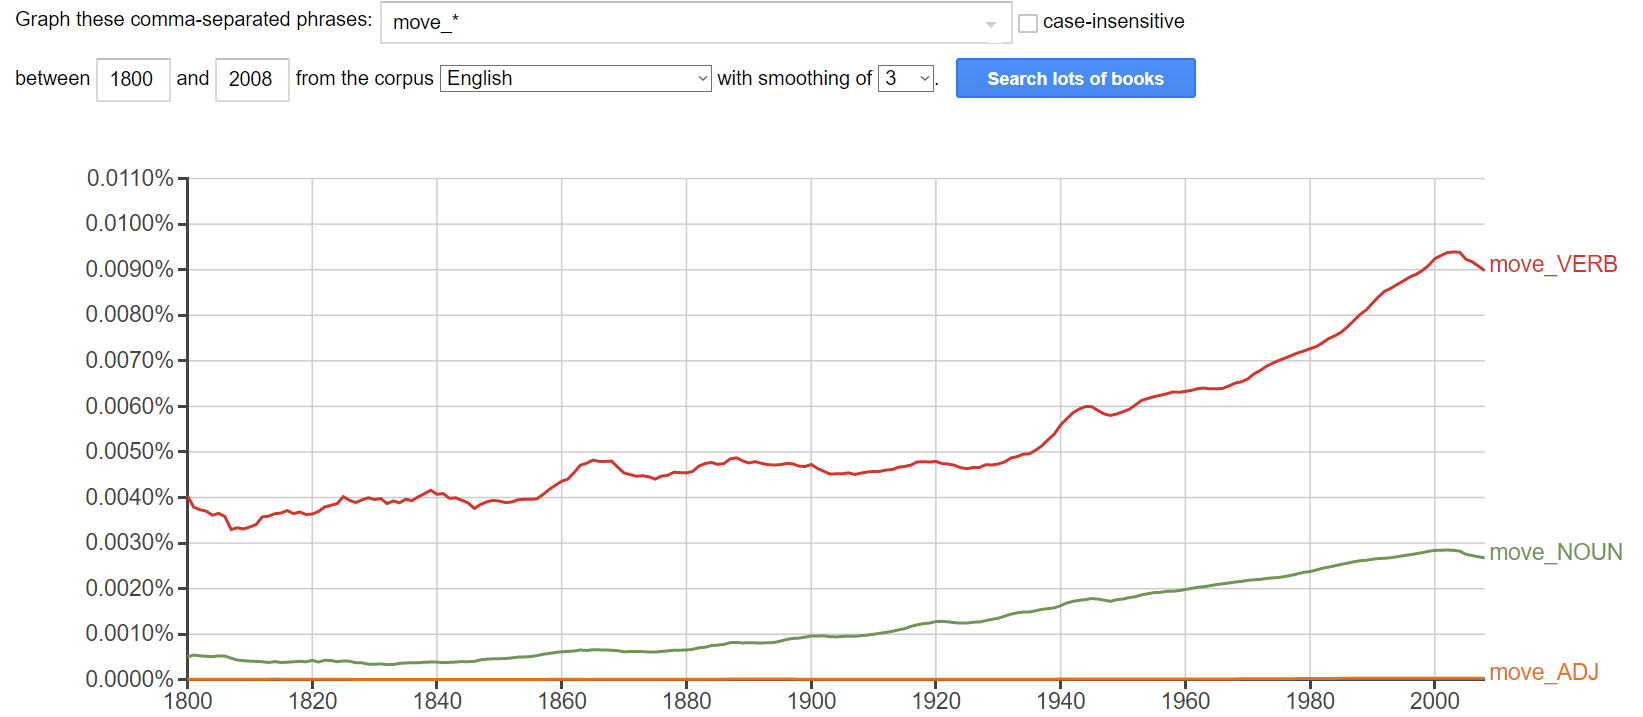 Graph these comma-separated phrases: move_* case-insensitive
between 1800 and 2008 from the corpus English with smoothing of 3 . Search lots of books
0.0110%
0.0100%
0.0090%
move_VERB
0.0080%
0.0070%
0.0060%
0.0050%
0.0040%
0.0030%
move_NOUN
0.0020%
0.0010%
0.0000%
move_ADJ
1800 1820 1840 1860 1880 1900 1920 1940 1960 1980 2000